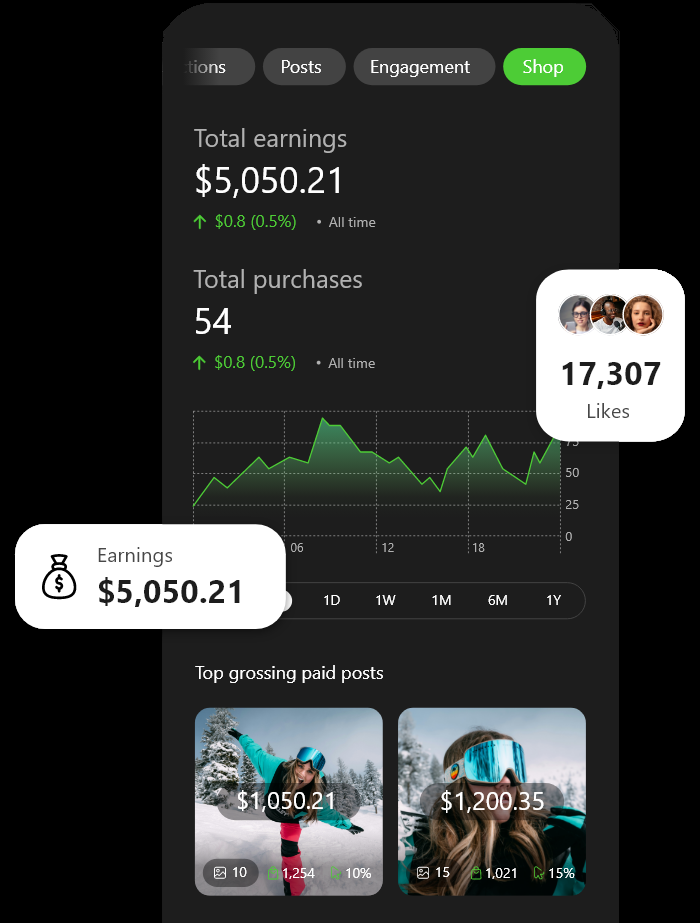 tions Posts Engagement Shop
Total earnings
$5,050.21
$0.8 (0.5%) • All time
Total purchases
54
$0.8 (0.5%) • All time
17,307
Likes
75
50
25
0
06 12 18
Earnings
$5,050.21
1D 1W 1M 6M 1Y
Top grossing paid posts
$1,050.21
10 1,254 10%
$1,200.35
15 1,021 15%